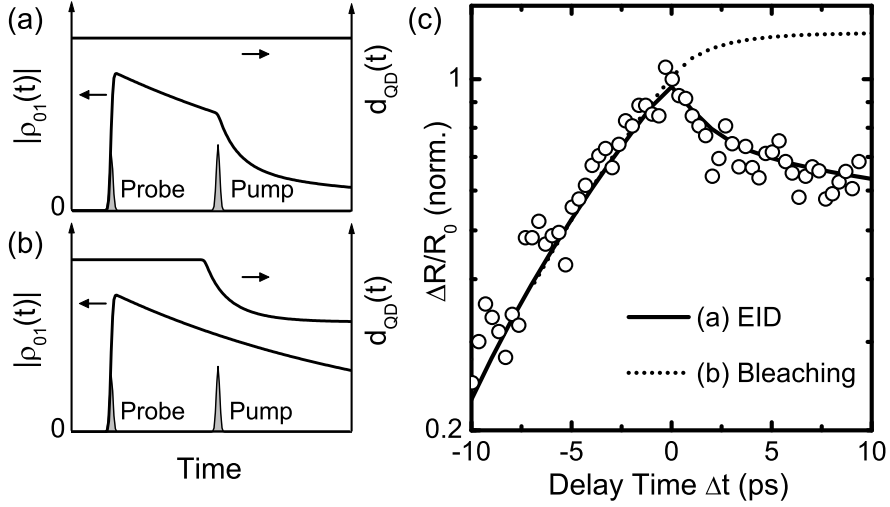 (a)
|ρ01(t)|
dQD(t)
0
Probe
Pump
(b)
|ρ01(t)|
dQD(t)
0
Probe
Pump
Time
(c)
ΔR/R0 (norm.)
1
0.2
(a) EID
(b) Bleaching
-10 -5 0 5 10
Delay Time Δt (ps)